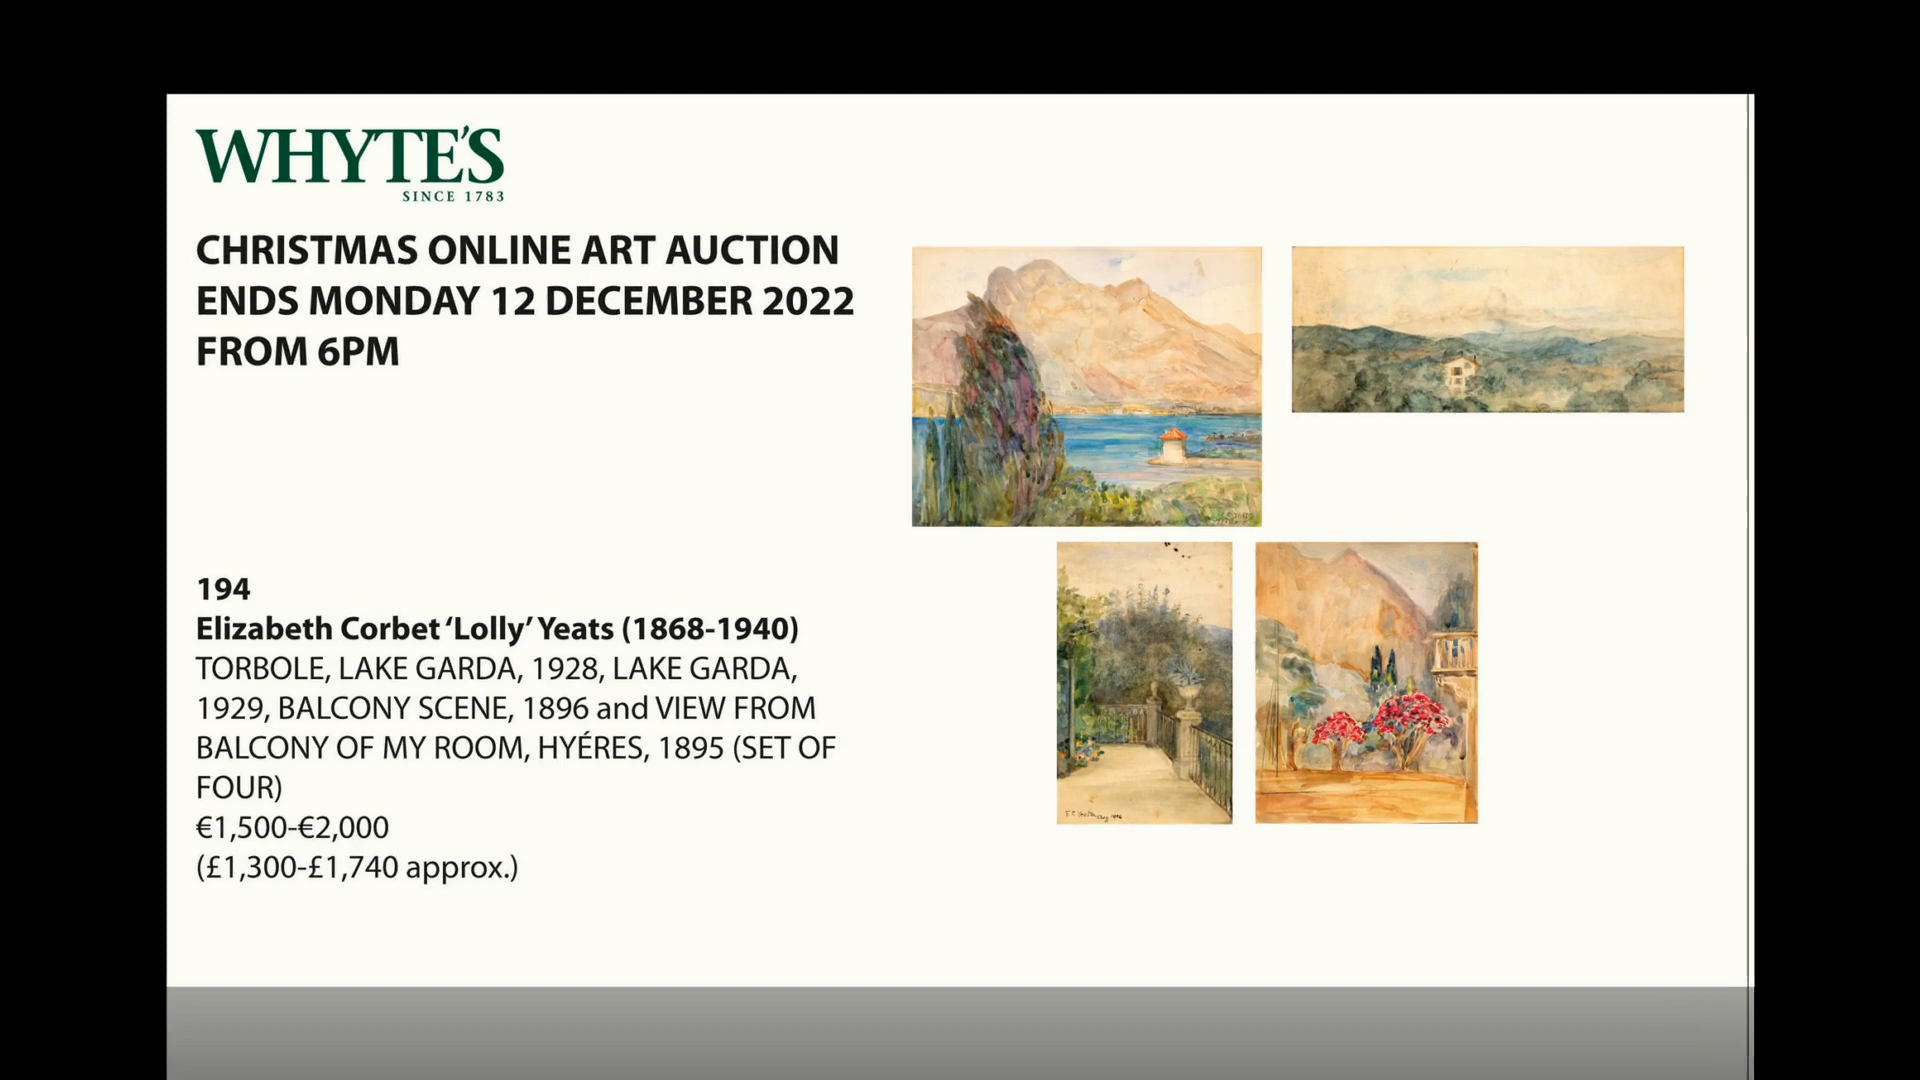 WHYTE'S
SINCE 1783
CHRISTMAS ONLINE ART AUCTION
ENDS MONDAY 12 DECEMBER 2022
FROM 6PM
194
Elizabeth Corbet ‘Lolly’ Yeats (1868-1940)
TORBOLE, LAKE GARDA, 1928, LAKE GARDA,
1929, BALCONY SCENE, 1896 and VIEW FROM
BALCONY OF MY ROOM, HYÉRES, 1895 (SET OF
FOUR)
€1,500-€2,000
(£1,300-£1,740 approx.)